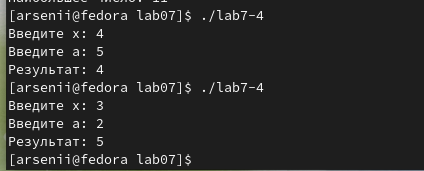 [arsenii@fedora lab07]$ ./lab7-4
Введите x: 4
Введите a: 5
Результат: 4
[arsenii@fedora lab07]$ ./lab7-4
Введите x: 3
Введите a: 2
Результат: 5
[arsenii@fedora lab07]$